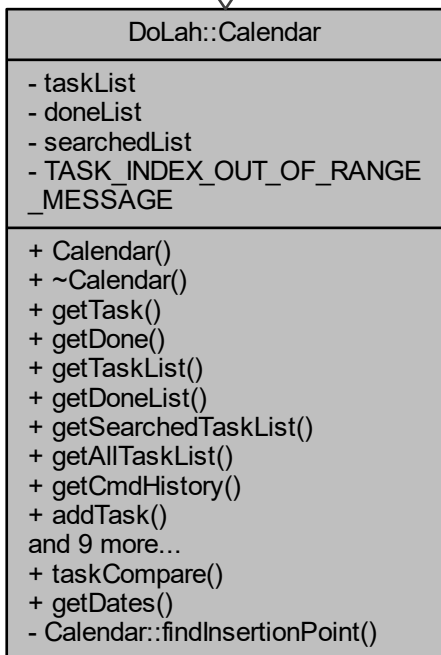 DoLah::Calendar
- taskList
- doneList
- searchedList
- TASK_INDEX_OUT_OF_RANGE
_MESSAGE
+ Calendar()
+ ~Calendar()
+ getTask()
+ getDone()
+ getTaskList()
+ getDoneList()
+ getSearchedTaskList()
+ getAllTaskList()
+ getCmdHistory()
+ addTask()
and 9 more...
+ taskCompare()
+ getDates()
- Calendar::findInsertionPoint()